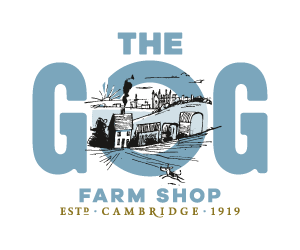 THE
GOG
FARM SHOP
ESTD · CAMBRIDGE · 1919